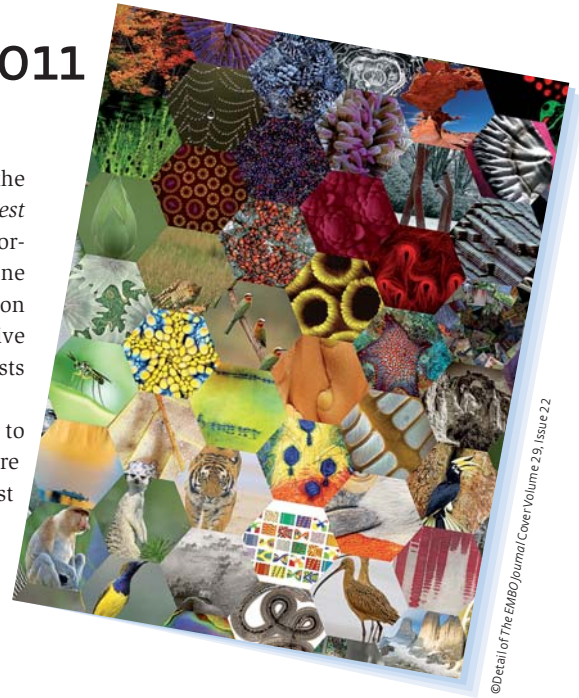 011
he
est
or-
ne
on
ive
sts
to
re
st
©Detail of The EMBO Journal Cover Volume 29, Issue 22